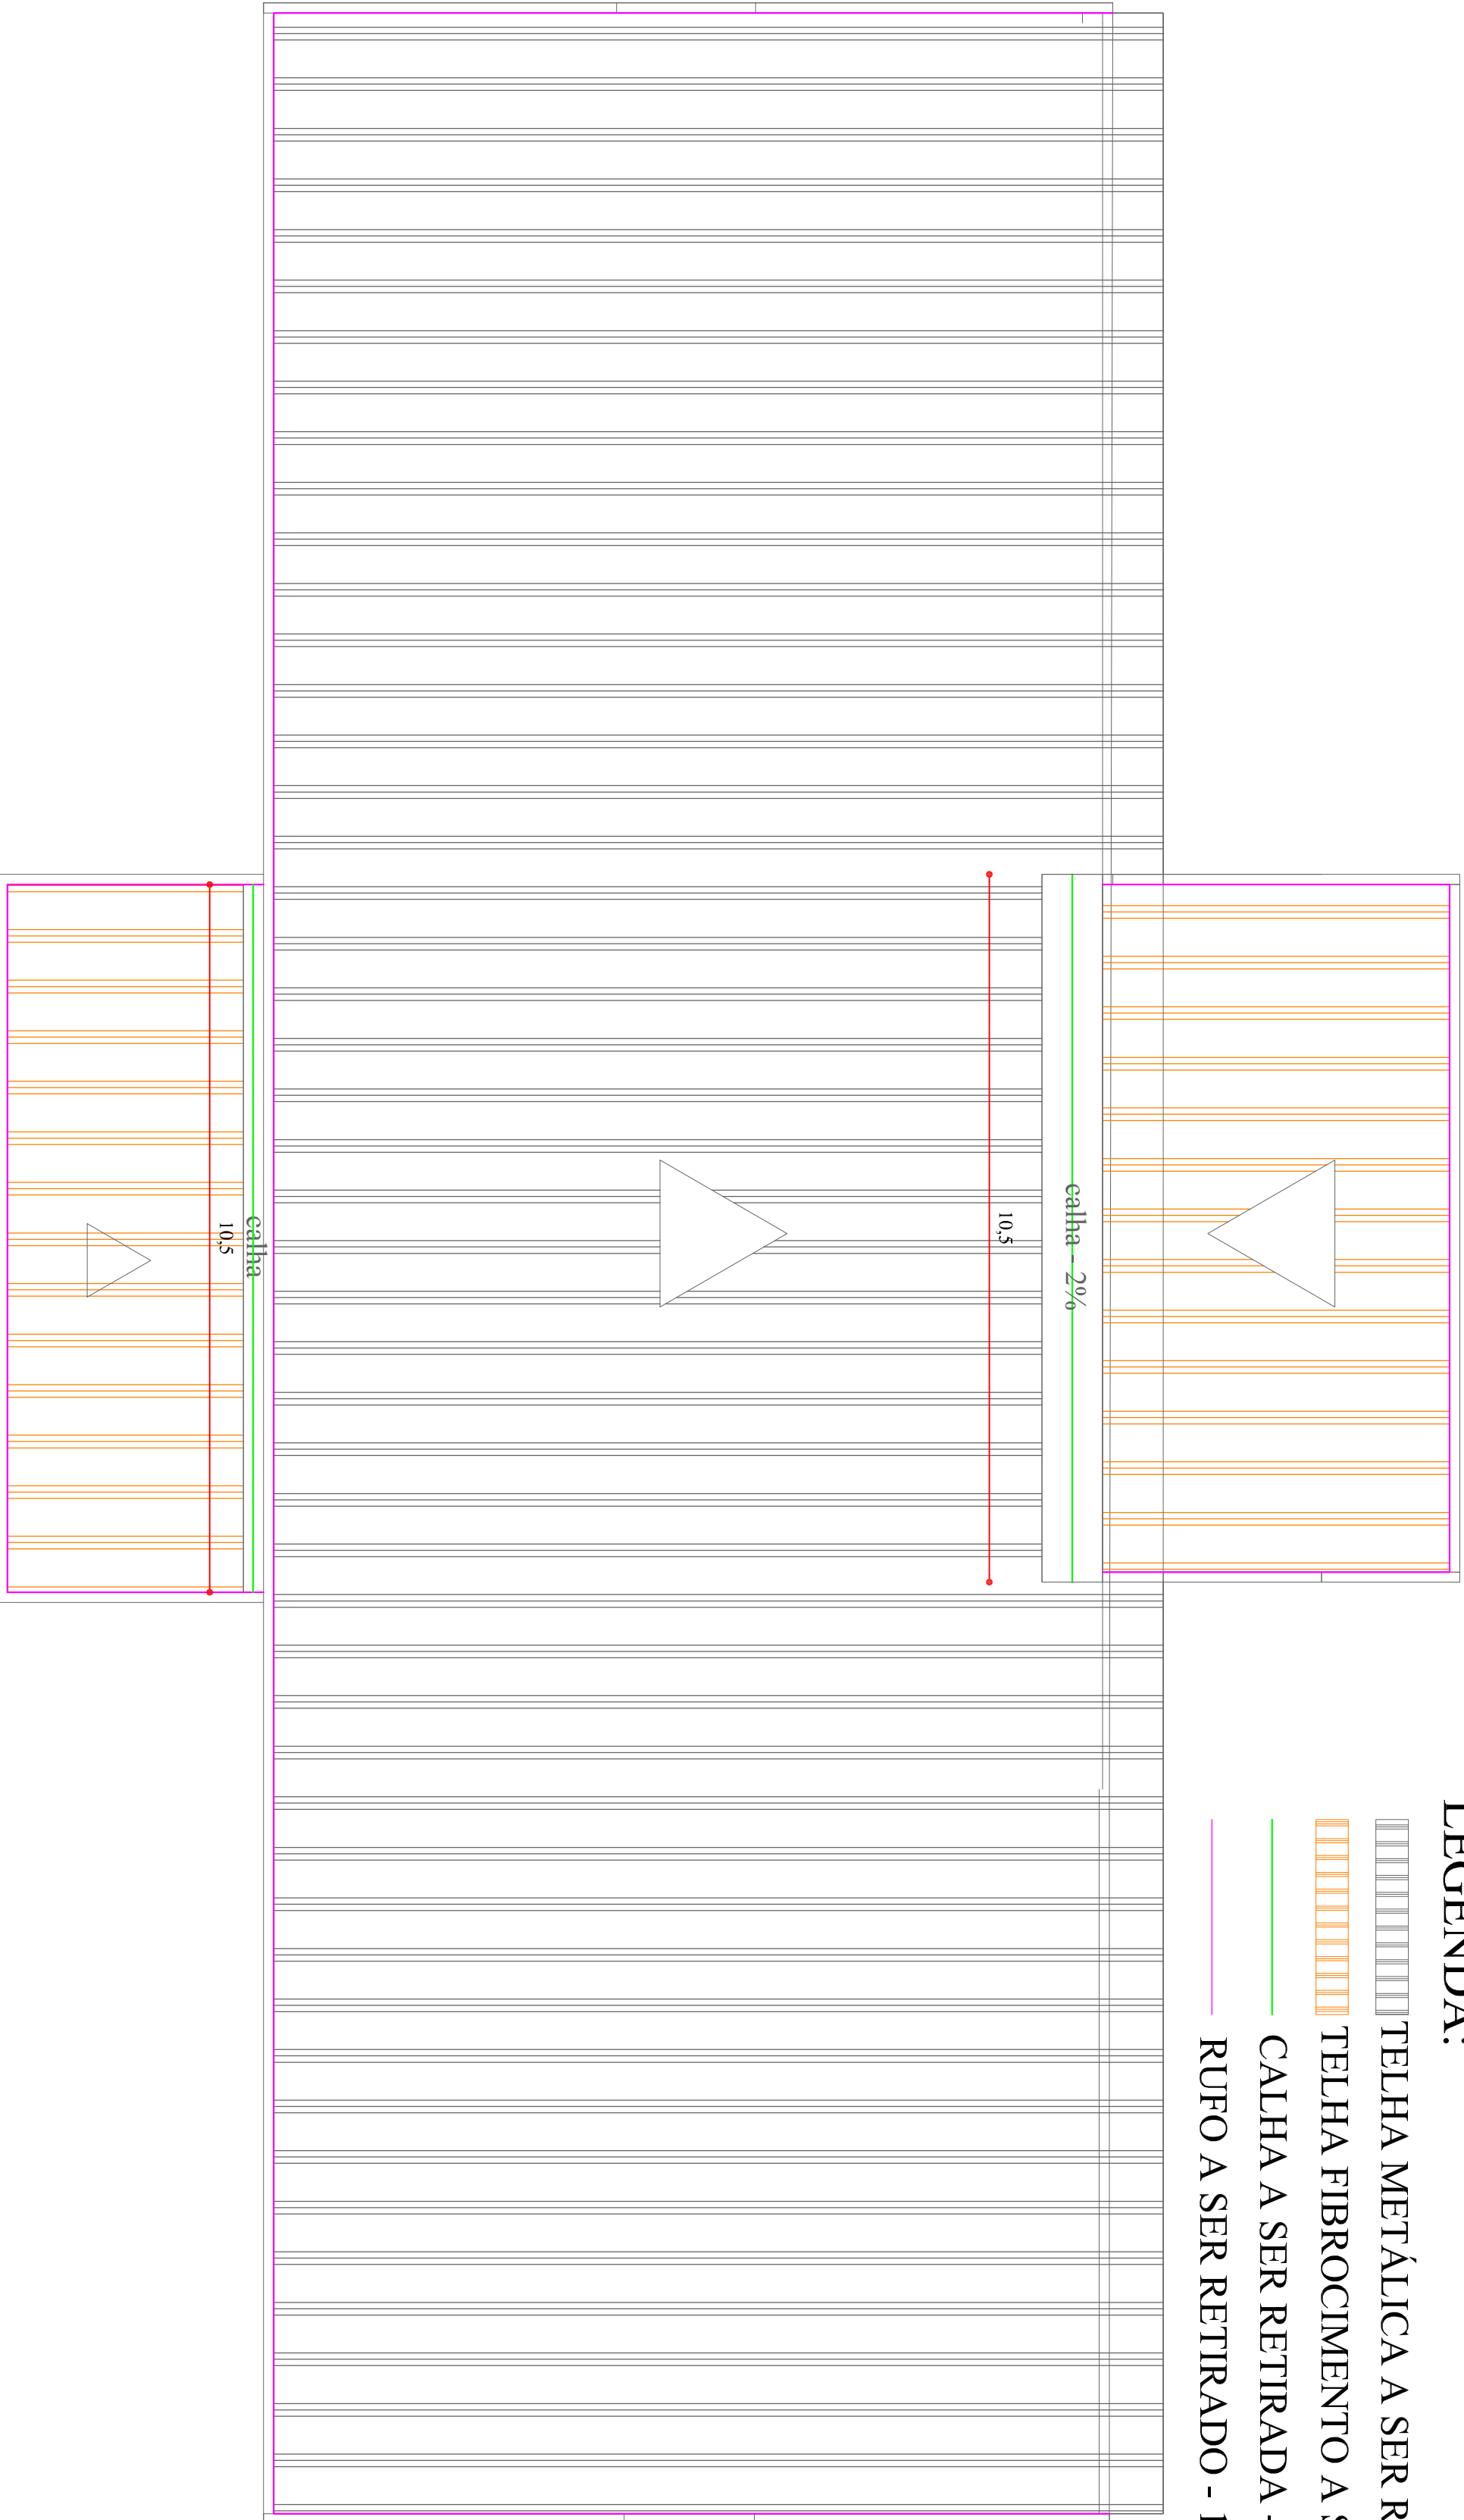 LEGENDA:
TELHA METÁLICA A SER R
TELHA FIBROCIMENTO A S
CALHA A SER RETIRADA -
RUFO A SER RETIRADO -
calha - 2%
10,5
calha
10,5